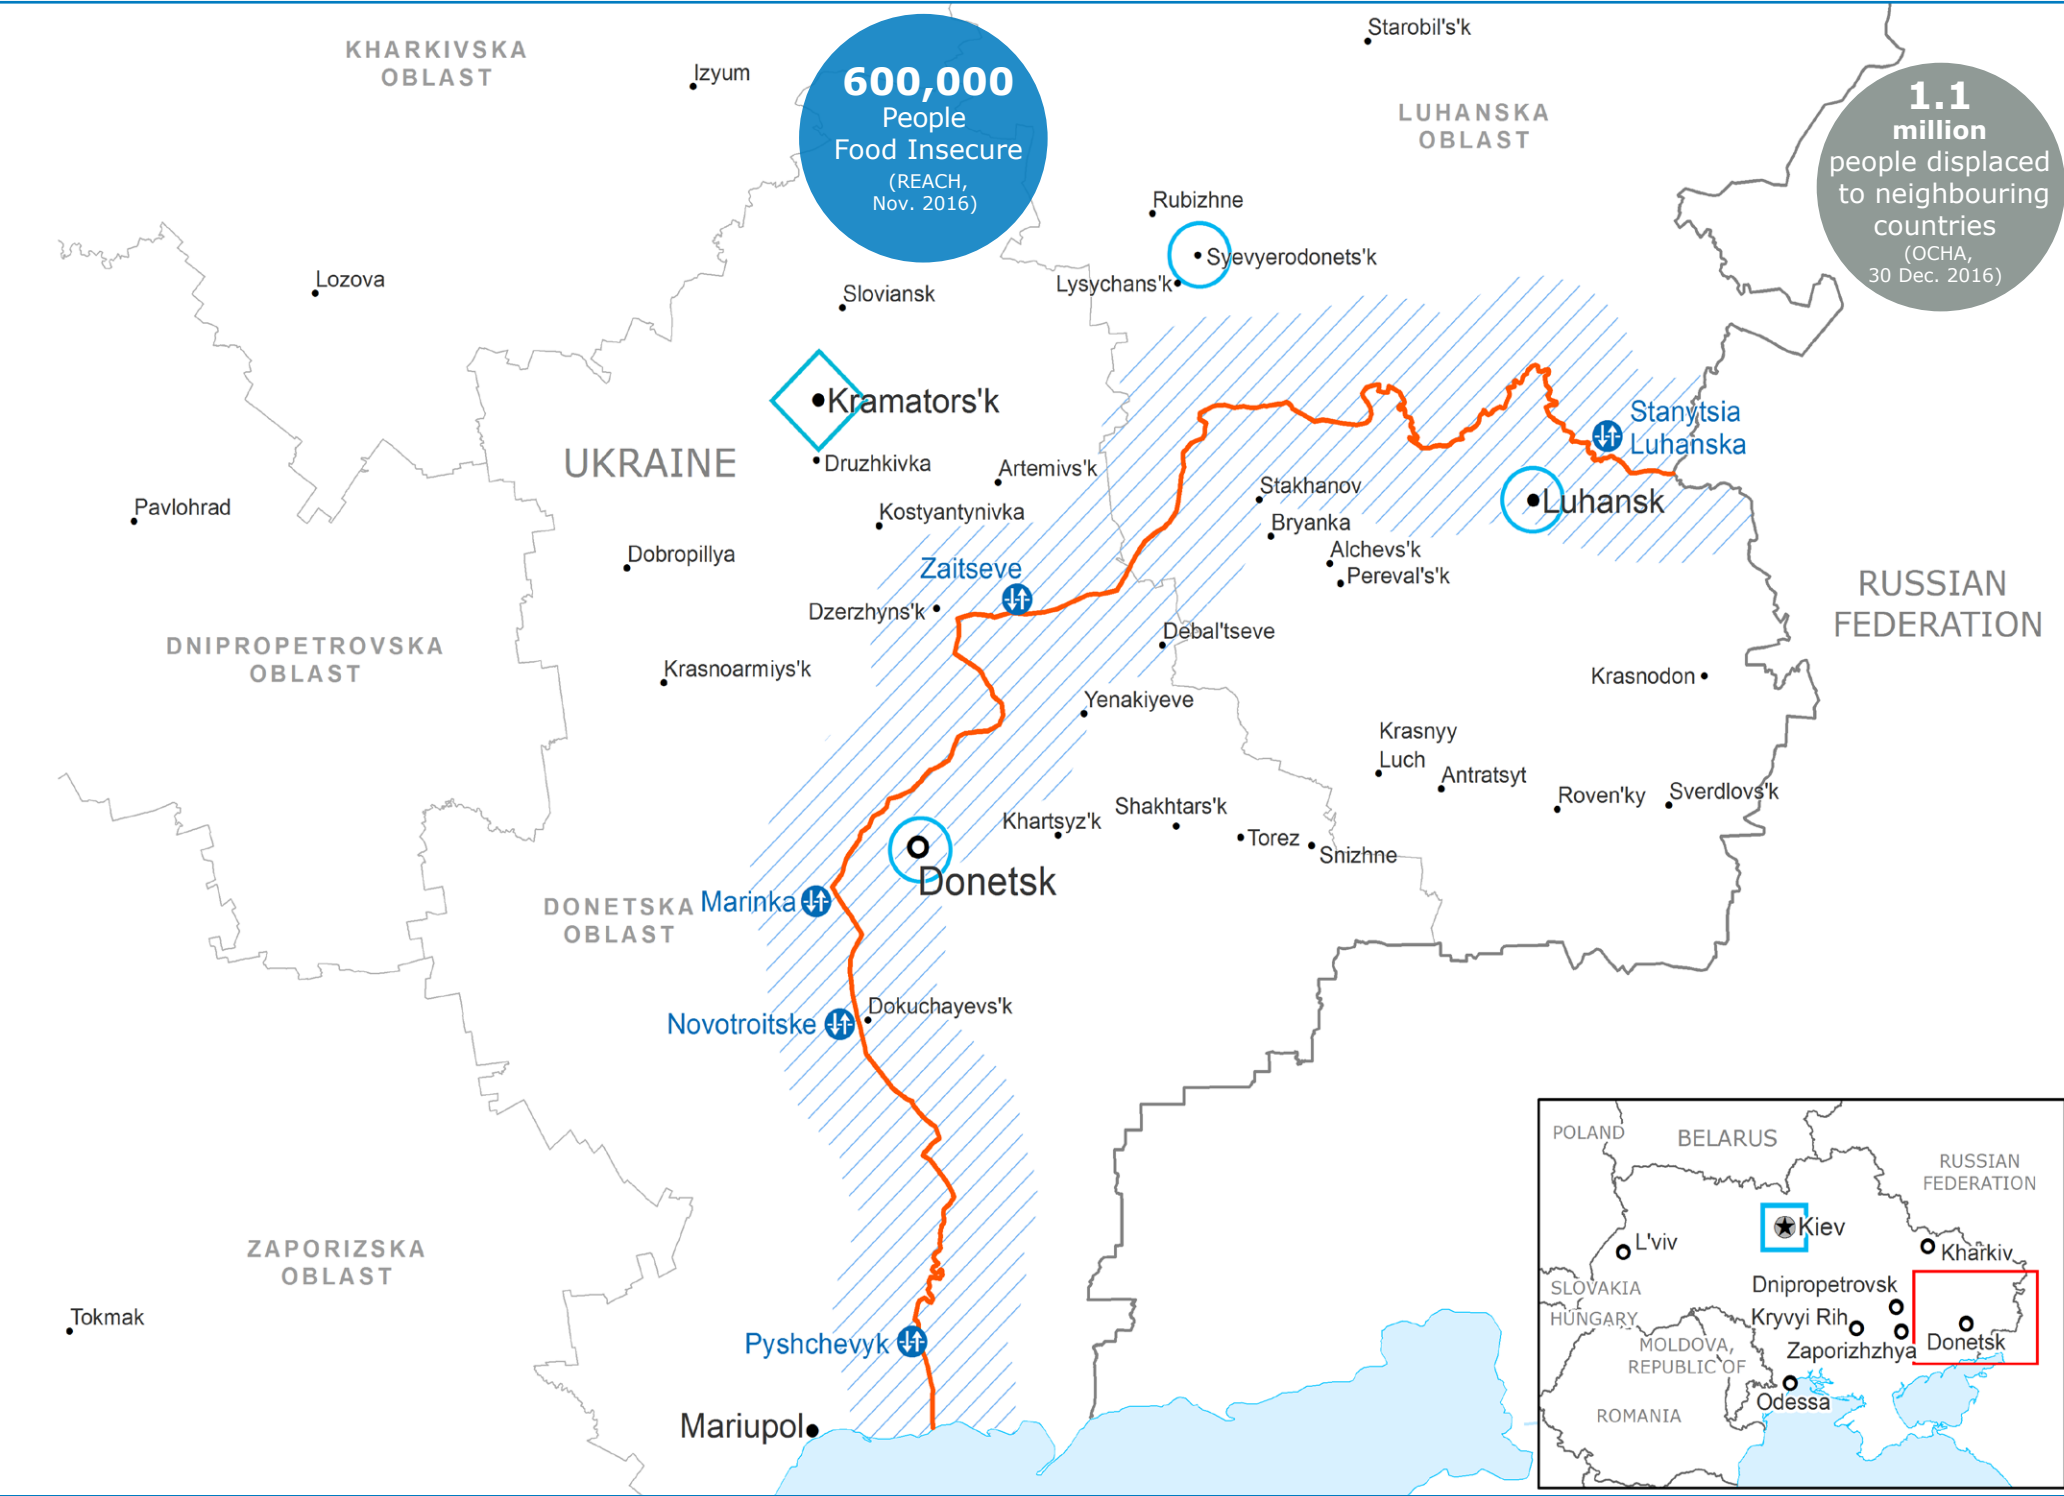 KHARKIVSKA
OBLAST
Izyum
600,000
People
Food Insecure
(REACH,
Nov. 2016)
Starobil's'k
LUHANSKA
OBLAST
1.1
million
people displaced
to neighbouring
countries
(OCHA,
30 Dec. 2016)
Rubizhne
Syevyerodonets'k
Lysychans'k
Lozova
Sloviansk
Kramators'k
UKRAINE
Druzhkivka
Artemivs'k
Stanytsia
Luhanska
Stakhanov
Luhansk
Pavlohrad
Kostyantynivka
Bryanka
Dobropillya
Zaitseve
Alchevs'k
Pereval's'k
RUSSIAN
FEDERATION
Dzerzhyns'k
Debal'tseve
DNIPROPETROVSKA
OBLAST
Krasnoarmiys'k
Krasnodon
Yenakiyeve
Krasnyy
Luch
Antratsyt
Roven'ky
Sverdlovs'k
Khartsyz'k
Shakhtars'k
Torez
Snizhne
Donetsk
DONETSKA
OBLAST
Marinka
Dokuchayevs'k
Novotroitske
ZAPORIZSKA
OBLAST
Tokmak
Pyshchevyk
Mariupol
POLAND
BELARUS
RUSSIAN
FEDERATION
Kiev
L'viv
Kharkiv
SLOVAKIA
Dnipropetrovsk
HUNGARY
Kryvyi Rih
MOLDOVA,
REPUBLIC OF
Zaporizhzhya
Donetsk
Odessa
ROMANIA